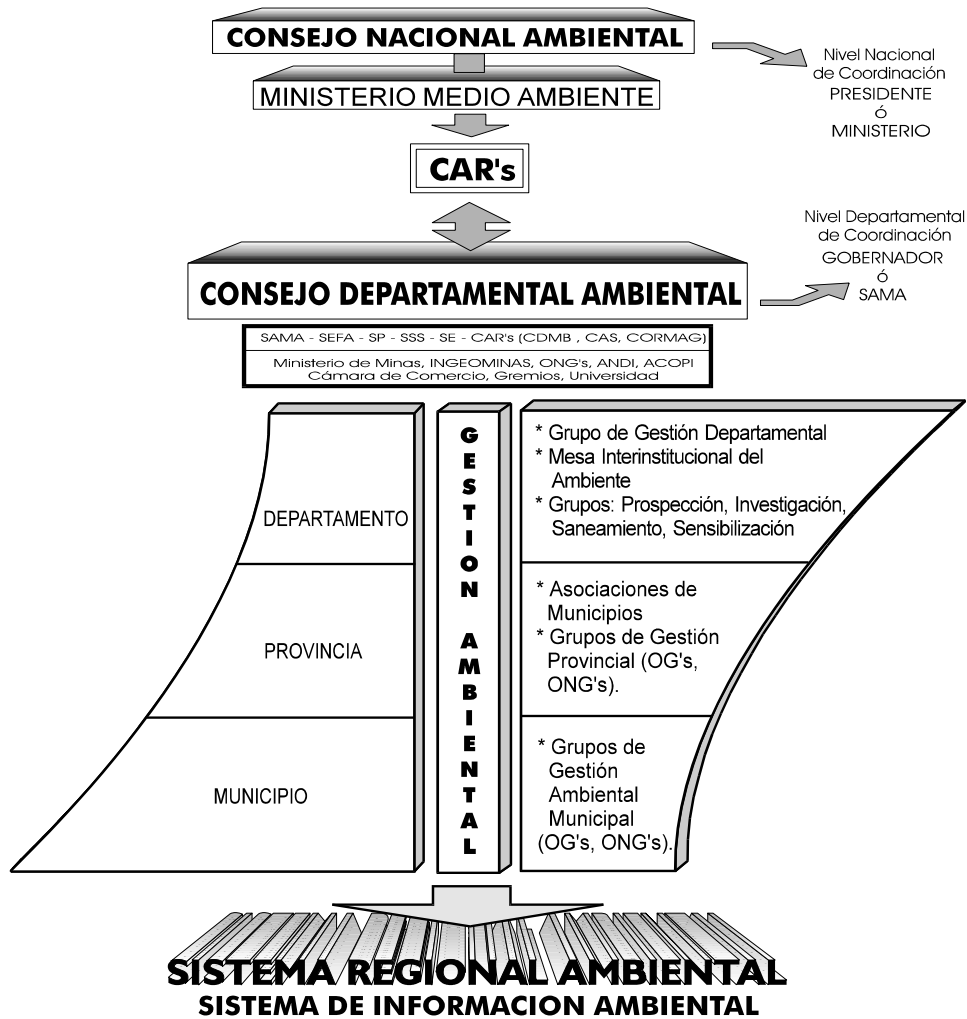 CONSEJO NACIONAL AMBIENTAL
Nivel Nacional
de Coordinación
PRESIDENTE
ó
MINISTERIO
MINISTERIO MEDIO AMBIENTE
CAR's
Nivel Departamental
de Coordinación
GOBERNADOR
ó
SAMA
CONSEJO DEPARTAMENTAL AMBIENTAL
SAMA - SEFA - SP - SSS - SE - CAR's (CDMB , CAS, CORMAG)
Ministerio de Minas, INGEOMINAS, ONG's, ANDI, ACOPI
Cámara de Comercio, Gremios, Universidad
DEPARTAMENTO
PROVINCIA
MUNICIPIO
GESTION AMBIENTAL
* Grupo de Gestión Departamental
* Mesa Interinstitucional del
Ambiente
* Grupos: Prospección, Investigación,
Saneamiento, Sensibilización
* Asociaciones de
Municipios
* Grupos de Gestión
Provincial (OG's,
ONG's).
* Grupos de
Gestión
Ambiental
Municipal
(OG's, ONG's).
SISTEMA REGIONAL AMBIENTAL
SISTEMA DE INFORMACION AMBIENTAL